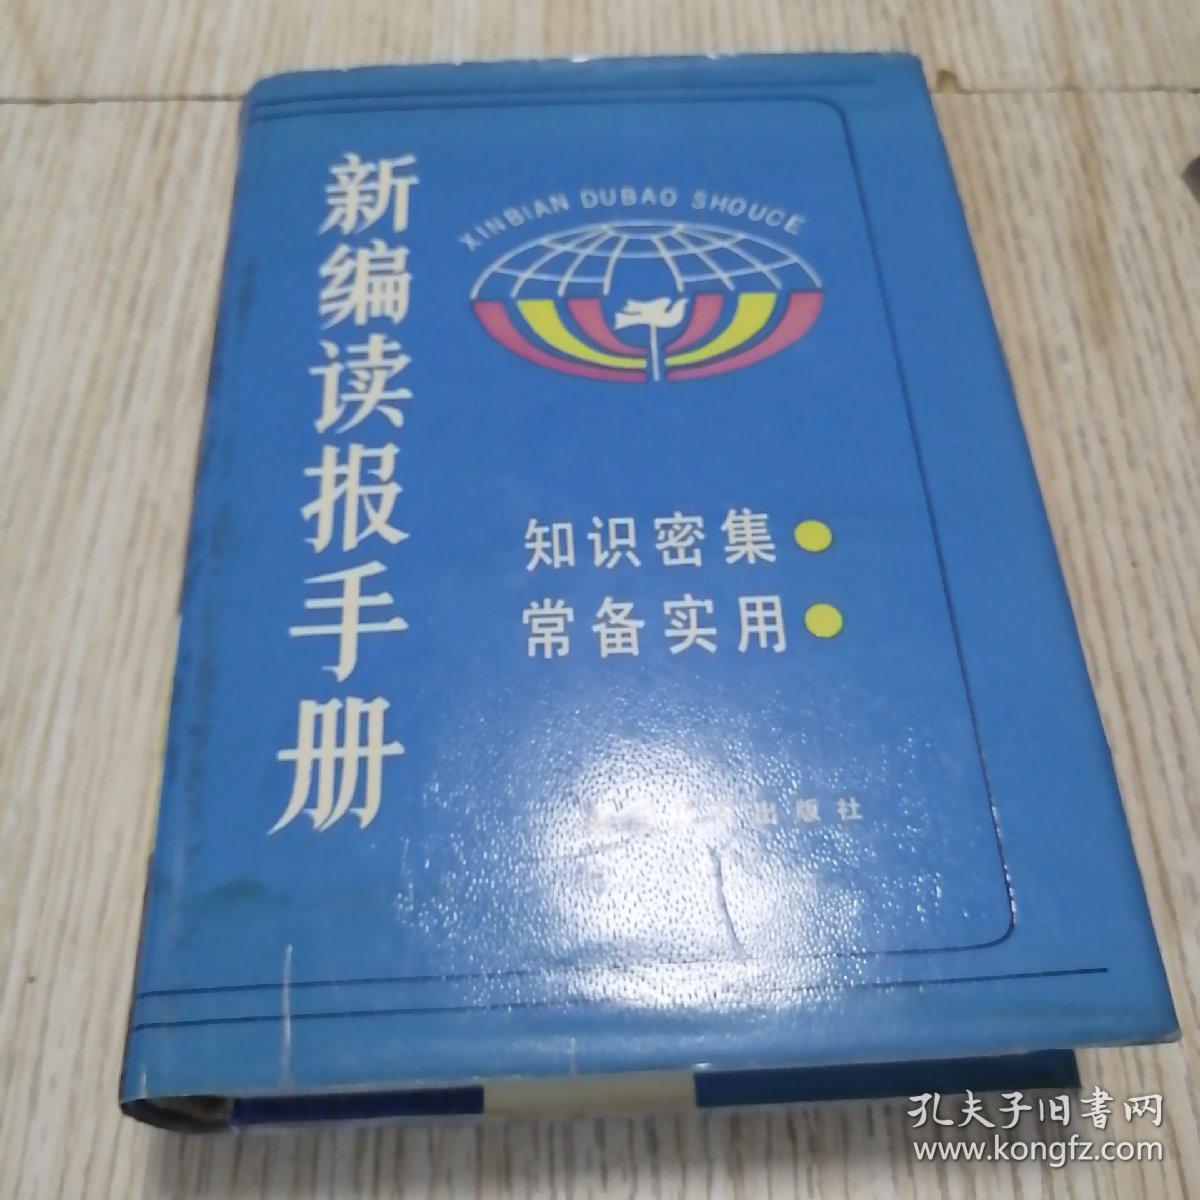 新编读报手册
XINBIAN DUBAO SHOUCE
知识密集
常备实用
出版社
孔夫子旧書网
www.kongfz.com